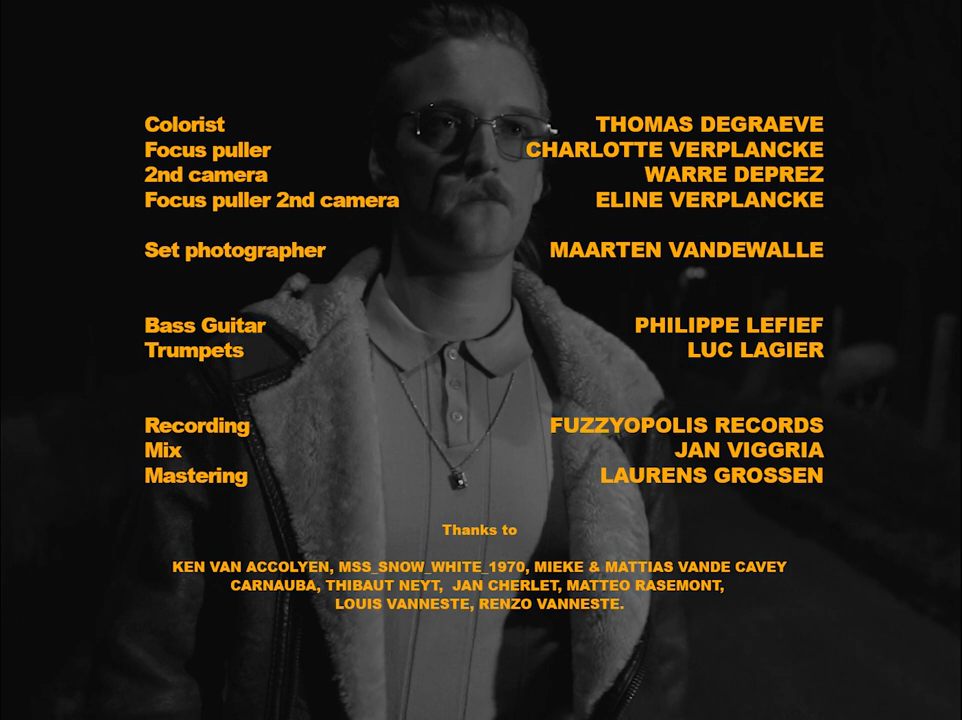 Colorist THOMAS DEGRAEVE
Focus puller CHARLOTTE VERPLANCKE
2nd camera WARRE DEPREZ
Focus puller 2nd camera ELINE VERPLANCKE
Set photographer MAARTEN VANDEWALLE
Bass Guitar PHILIPPE LEFIEF
Trumpets LUC LAGIER
Recording FUZZYOPOLIS RECORDS
Mix JAN VIGGRIA
Mastering LAURENS GROSSEN
Thanks to
KEN VAN ACCOLYEN, MSS_SNOW_WHITE_1970, MIEKE & MATTIAS VANDE CAVEY
CARNAUBA, THIBAUT NEYT, JAN CHERLET, MATTEO RASEMONT,
LOUIS VANNESTE, RENZO VANNESTE.